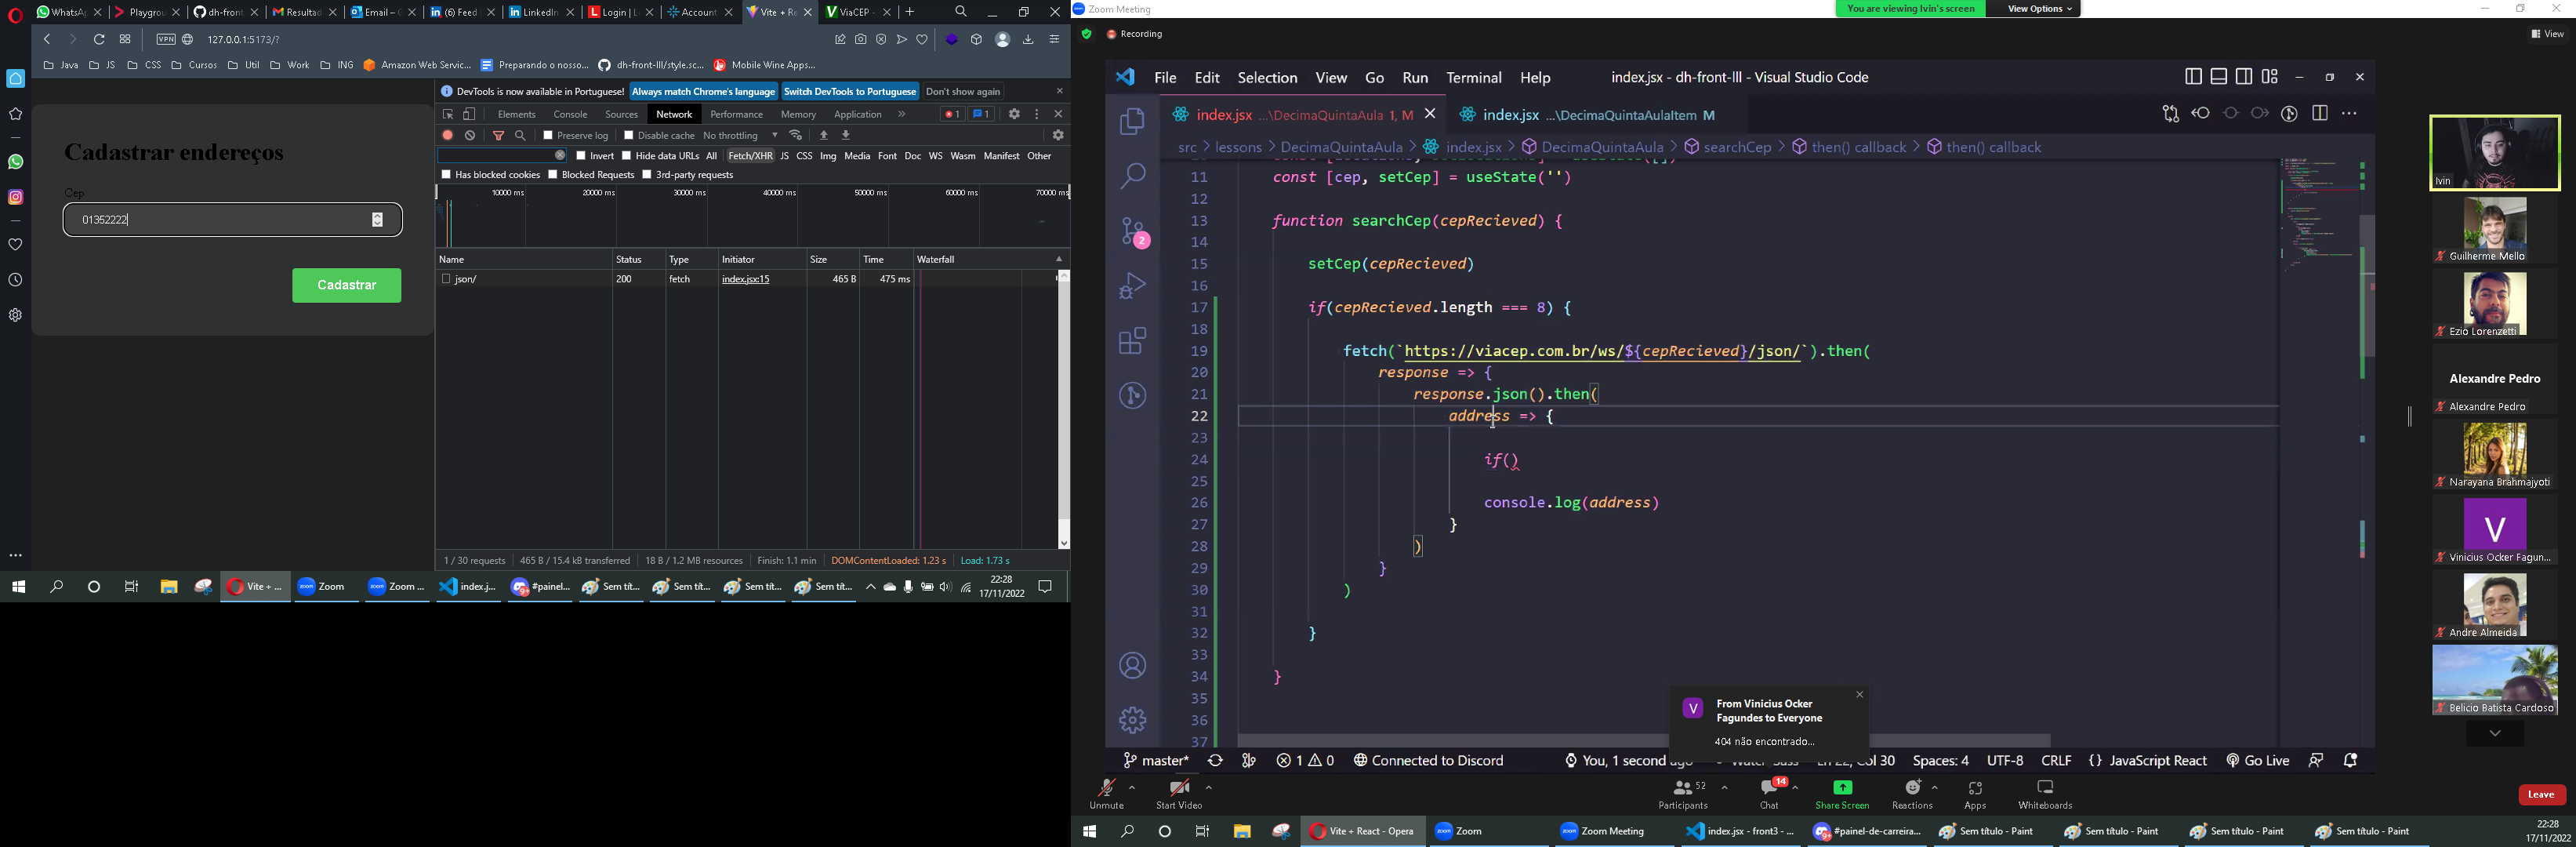 WhatsA
Playgrou
dh-front
Resultad
Email – G
(6) Feed
LinkedIn
Login | L
Account
Vite + Re
ViaCEP -
VPN
127.0.0.1:5173/?
Java
JS
CSS
Cursos
Util
Work
ING
Amazon Web Servic...
Preparando o nosso...
dh-front-III/style.sc...
Mobile Wine Apps...
Cadastrar endereços
Cep
01352222
Cadastrar
DevTools is now available in Portuguese!
Always match Chrome's language
Switch DevTools to Portuguese
Don't show again
Elements
Console
Sources
Network
Performance
Memory
Application
1
1
Preserve log
Disable cache
No throttling
Invert
Hide data URLs
All
Fetch/XHR
JS
CSS
Img
Media
Font
Doc
WS
Wasm
Manifest
Other
Has blocked cookies
Blocked Requests
3rd-party requests
10000 ms
20000 ms
30000 ms
40000 ms
50000 ms
60000 ms
70000 ms
Name
Status
Type
Initiator
Size
Time
Waterfall
json/
200
fetch
index.jsx:15
465 B
475 ms
1 / 30 requests
465 B / 15.4 kB transferred
18 B / 1.2 MB resources
Finish: 1.1 min
DOMContentLoaded: 1.23 s
Load: 1.73 s
Vite + ...
Zoom
Zoom ...
index.j...
#painel...
Sem tít...
Sem tít...
Sem tít...
Sem tít...
22:28
17/11/2022
Zoom Meeting
You are viewing Ivin's screen
View Options
Recording
View
File
Edit
Selection
View
Go
Run
Terminal
Help
index.jsx - dh-front-III - Visual Studio Code
index.jsx ...\DecimaQuintaAula 1, M
index.jsx ...\DecimaQuintaAulaItem M
src > lessons > DecimaQuintaAula > index.jsx > DecimaQuintaAula > searchCep > then() callback > then() callback
11 const [cep, setCep] = useState('')
12
13 function searchCep(cepRecieved) {
14
15 setCep(cepRecieved)
16
17 if(cepRecieved.length === 8) {
18
19 fetch(`https://viacep.com.br/ws/${cepRecieved}/json/`).then(
20 response => {
21 response.json().then(
22 address => {
23
24 if()
25
26 console.log(address)
27 }
28 )
29 }
30 )
31
32 }
33
34 }
35
36
37
2
From Vinicius Ocker
Fagundes to Everyone
404 não encontrado...
master*
1
0
Connected to Discord
You, 1 second ago
Ln 22, Col 30
Spaces: 4
UTF-8
CRLF
{} JavaScript React
Go Live
Ivin
Guilherme Mello
Ezio Lorenzetti
Alexandre Pedro
Alexandre Pedro
Narayana Brahmajyoti
V
Vinicius Ocker Fagun...
Andre Almeida
Belicio Batista Cardoso
Unmute
Start Video
52
Participants
14
Chat
Share Screen
Reactions
Apps
Whiteboards
Leave
Vite + React - Opera
Zoom
Zoom Meeting
index.jsx - front3 - ...
#painel-de-carreira...
Sem título - Paint
Sem título - Paint
Sem título - Paint
Sem título - Paint
22:28
17/11/2022